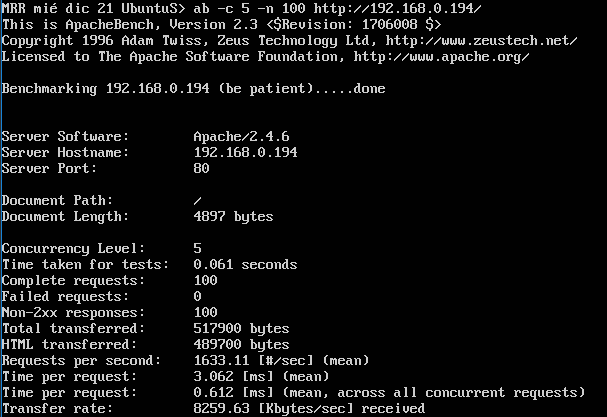 MRR mié dic 21 UbuntuS> ab -c 5 -n 100 http://192.168.0.194/
This is ApacheBench, Version 2.3 <$Revision: 1706008 $>
Copyright 1996 Adam Twiss, Zeus Technology Ltd, http://www.zeustech.net/
Licensed to The Apache Software Foundation, http://www.apache.org/
Benchmarking 192.168.0.194 (be patient).....done
Server Software: Apache/2.4.6
Server Hostname: 192.168.0.194
Server Port: 80
Document Path: /
Document Length: 4897 bytes
Concurrency Level: 5
Time taken for tests: 0.061 seconds
Complete requests: 100
Failed requests: 0
Non-2xx responses: 100
Total transferred: 517900 bytes
HTML transferred: 489700 bytes
Requests per second: 1633.11 [#/sec] (mean)
Time per request: 3.062 [ms] (mean)
Time per request: 0.612 [ms] (mean, across all concurrent requests)
Transfer rate: 8259.63 [Kbytes/sec] received